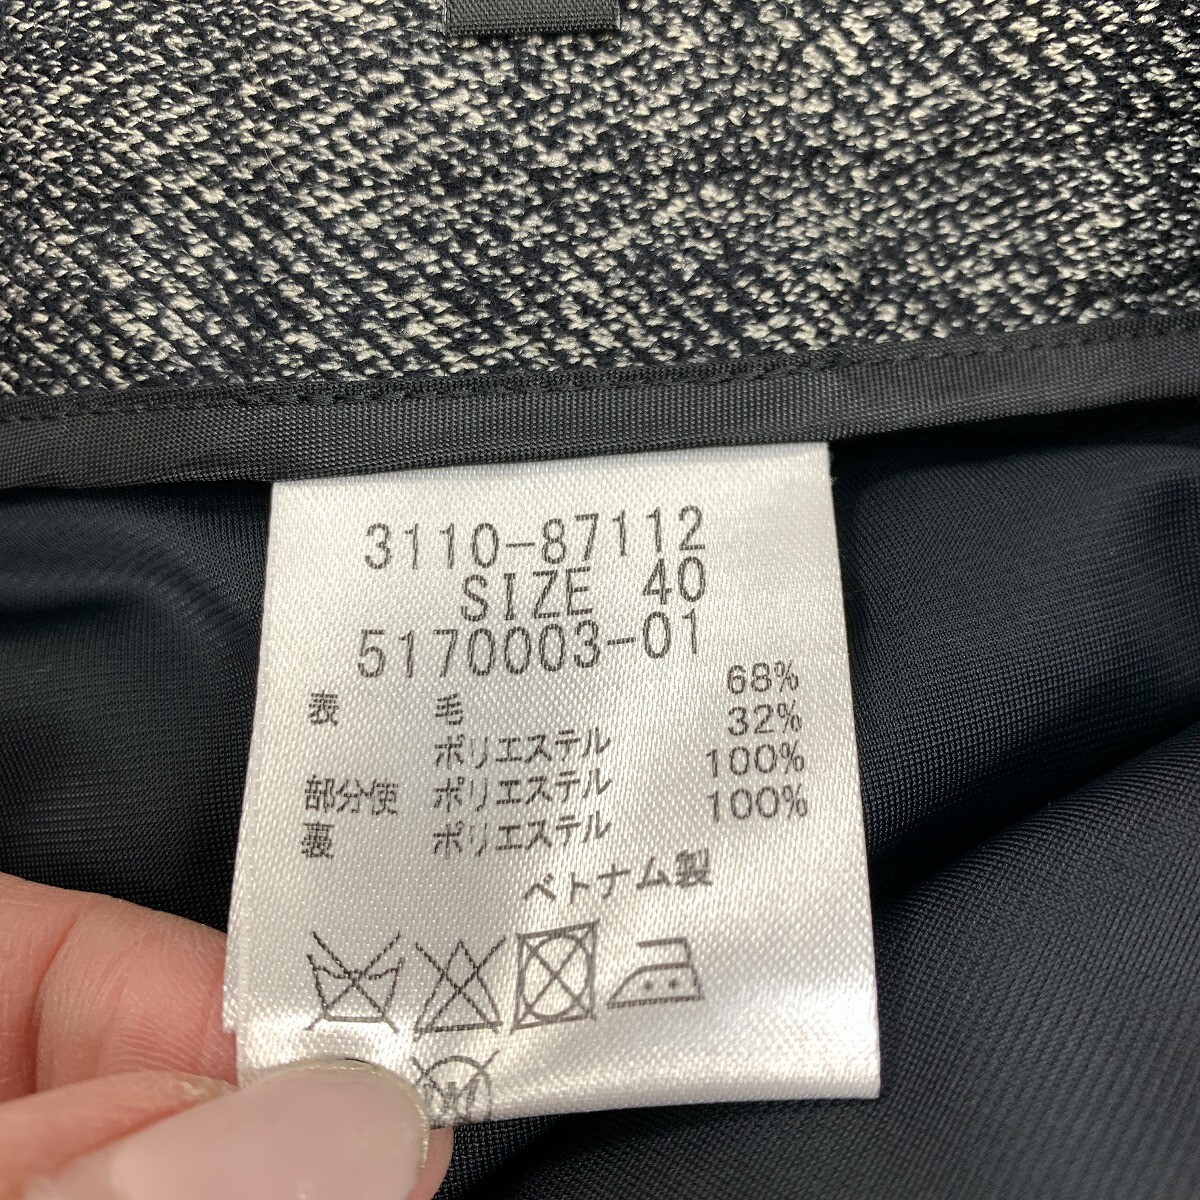 3110-87112
SIZE 40
5170003-01
表 毛 68%
ポリエステル 32%
部分使 ポリエステル 100%
裏 ポリエステル 100%
ベトナム製